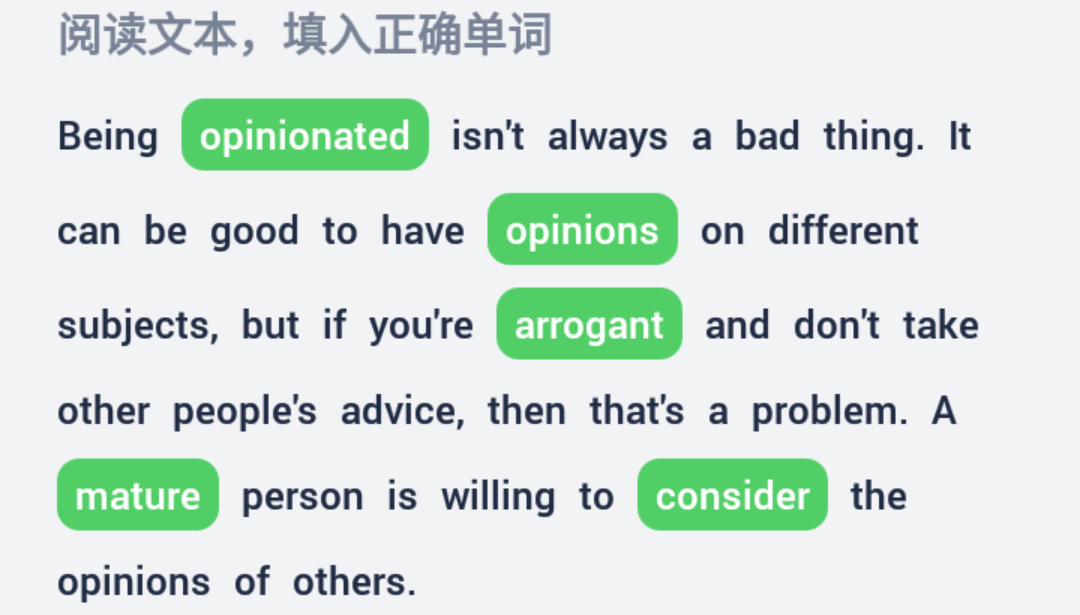 阅读文本，填入正确单词
Being opinionated isn't always a bad thing. It
can be good to have opinions on different
subjects, but if you're arrogant and don't take
other people's advice, then that's a problem. A
mature person is willing to consider the
opinions of others.